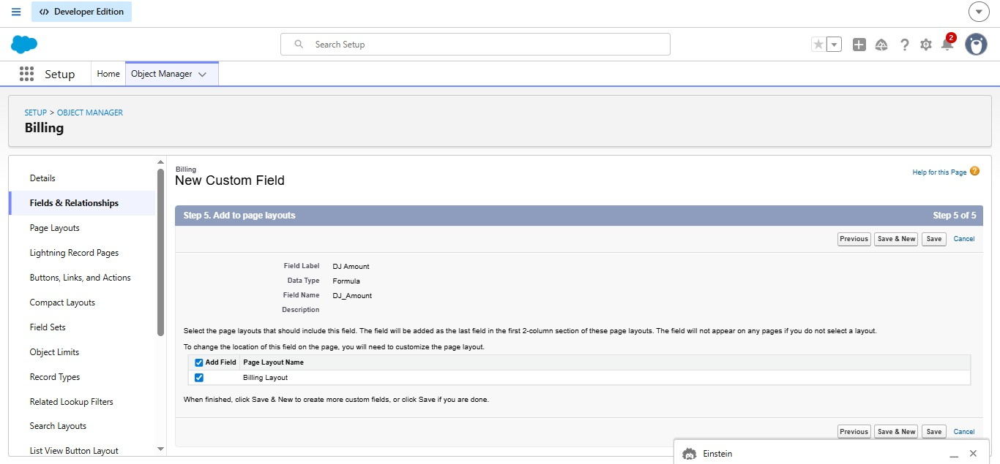 Developer Edition
Search Setup
2
Setup
Home
Object Manager
SETUP > OBJECT MANAGER
Billing
Details
Fields & Relationships
Page Layouts
Lightning Record Pages
Buttons, Links, and Actions
Compact Layouts
Field Sets
Object Limits
Record Types
Related Lookup Filters
Search Layouts
List View Button Layout
Billing
New Custom Field
Help for this Page ?
Step 5. Add to page layouts Step 5 of 5
Previous Save & New Save Cancel
Field Label DJ Amount
Data Type Formula
Field Name DJ_Amount
Description
Select the page layouts that should include this field. The field will be added as the last field in the first 2-column section of these page layouts. The field will not appear on any pages if you do not select a layout.
To change the location of this field on the page, you will need to customize the page layout.
Add Field Page Layout Name
Billing Layout
When finished, click Save & New to create more custom fields, or click Save if you are done.
Previous Save & New Save Cancel
Einstein